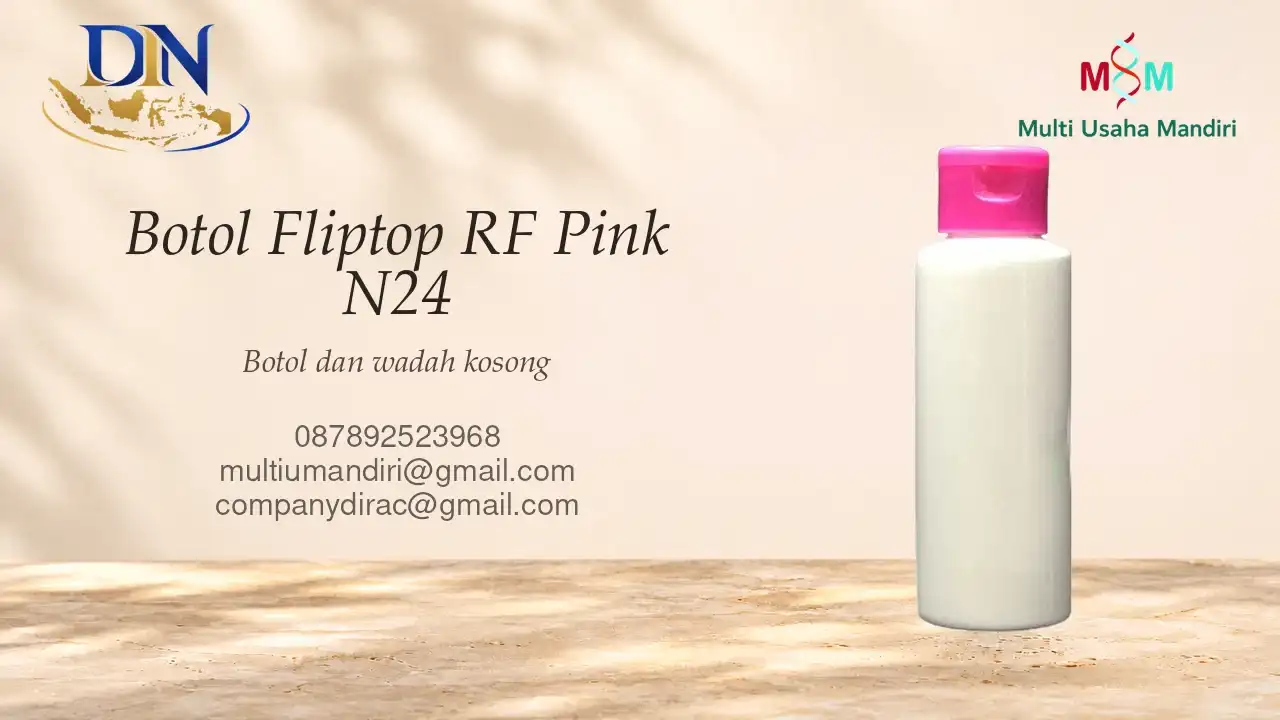 DN
M M
Multi Usaha Mandiri
Botol Fliptop RF Pink
N24
Botol dan wadah kosong
087892523968
multiumandiri@gmail.com
companydirac@gmail.com